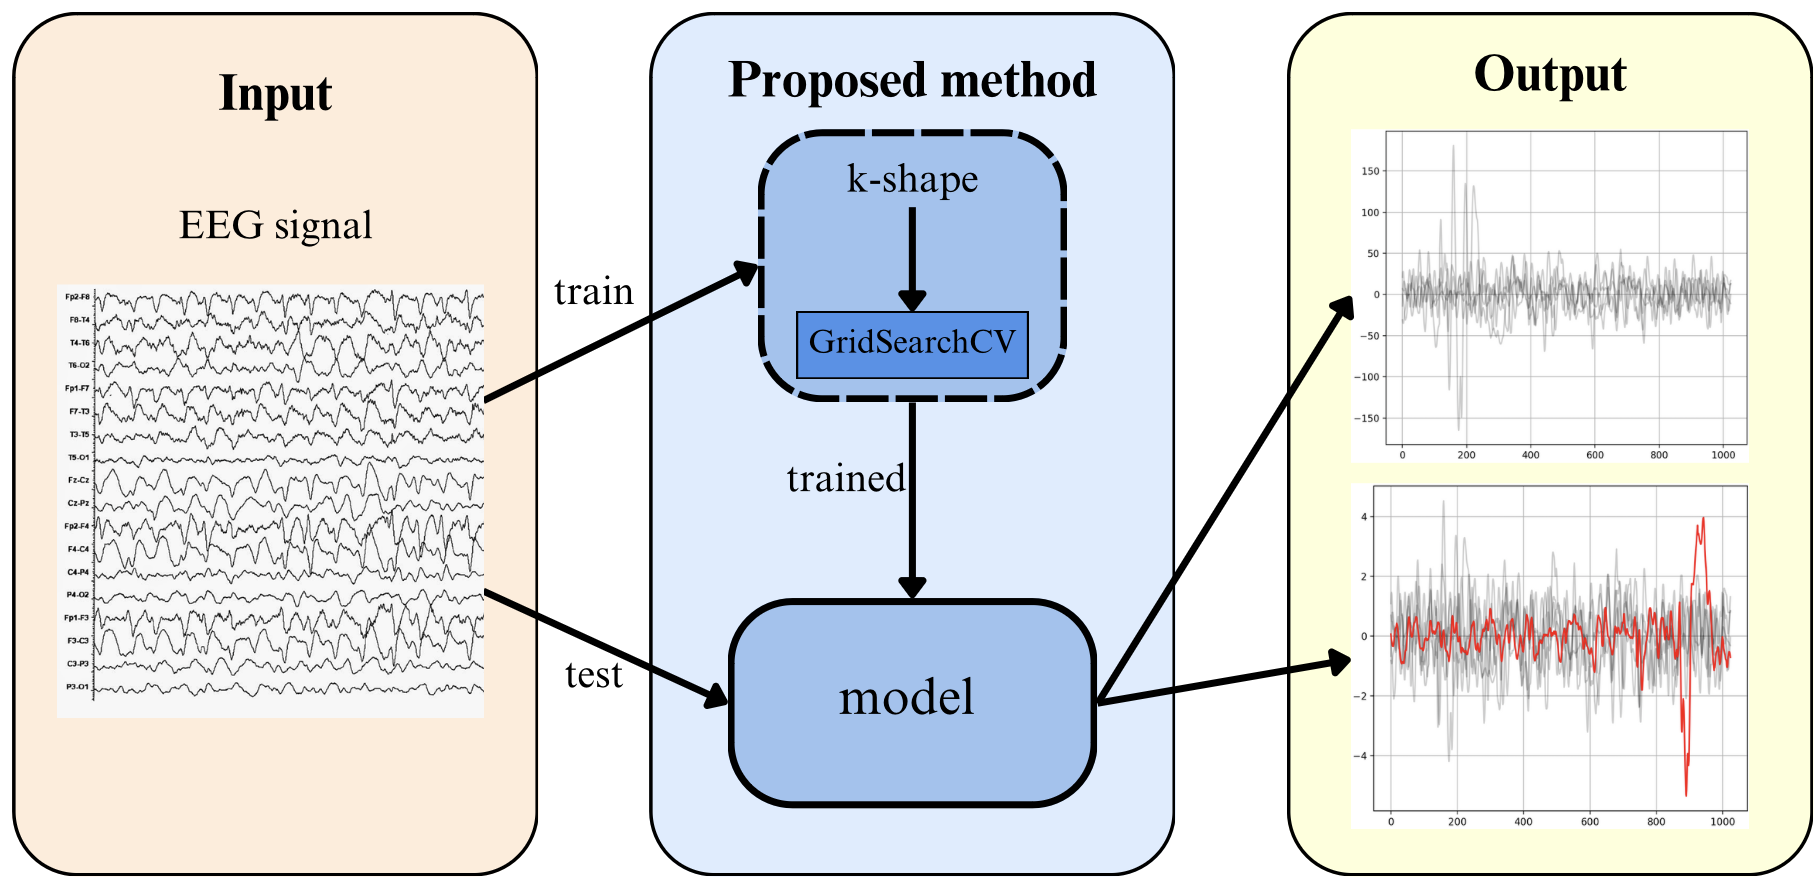 Input
EEG signal
Fp2-F8
F8-T4
T4-T6
T6-O2
Fp1-F7
F7-T3
T3-T5
T5-O1
Fz-Cz
Cz-Pz
Fp2-F4
F4-C4
C4-P4
P4-O2
Fp1-F3
F3-C3
C3-P3
P3-O1
train
test
Proposed method
k-shape
GridSearchCV
trained
model
Output
150
100
50
0
−50
−100
−150
0 200 400 600 800 1000
4
2
0
−2
−4
0 200 400 600 800 1000